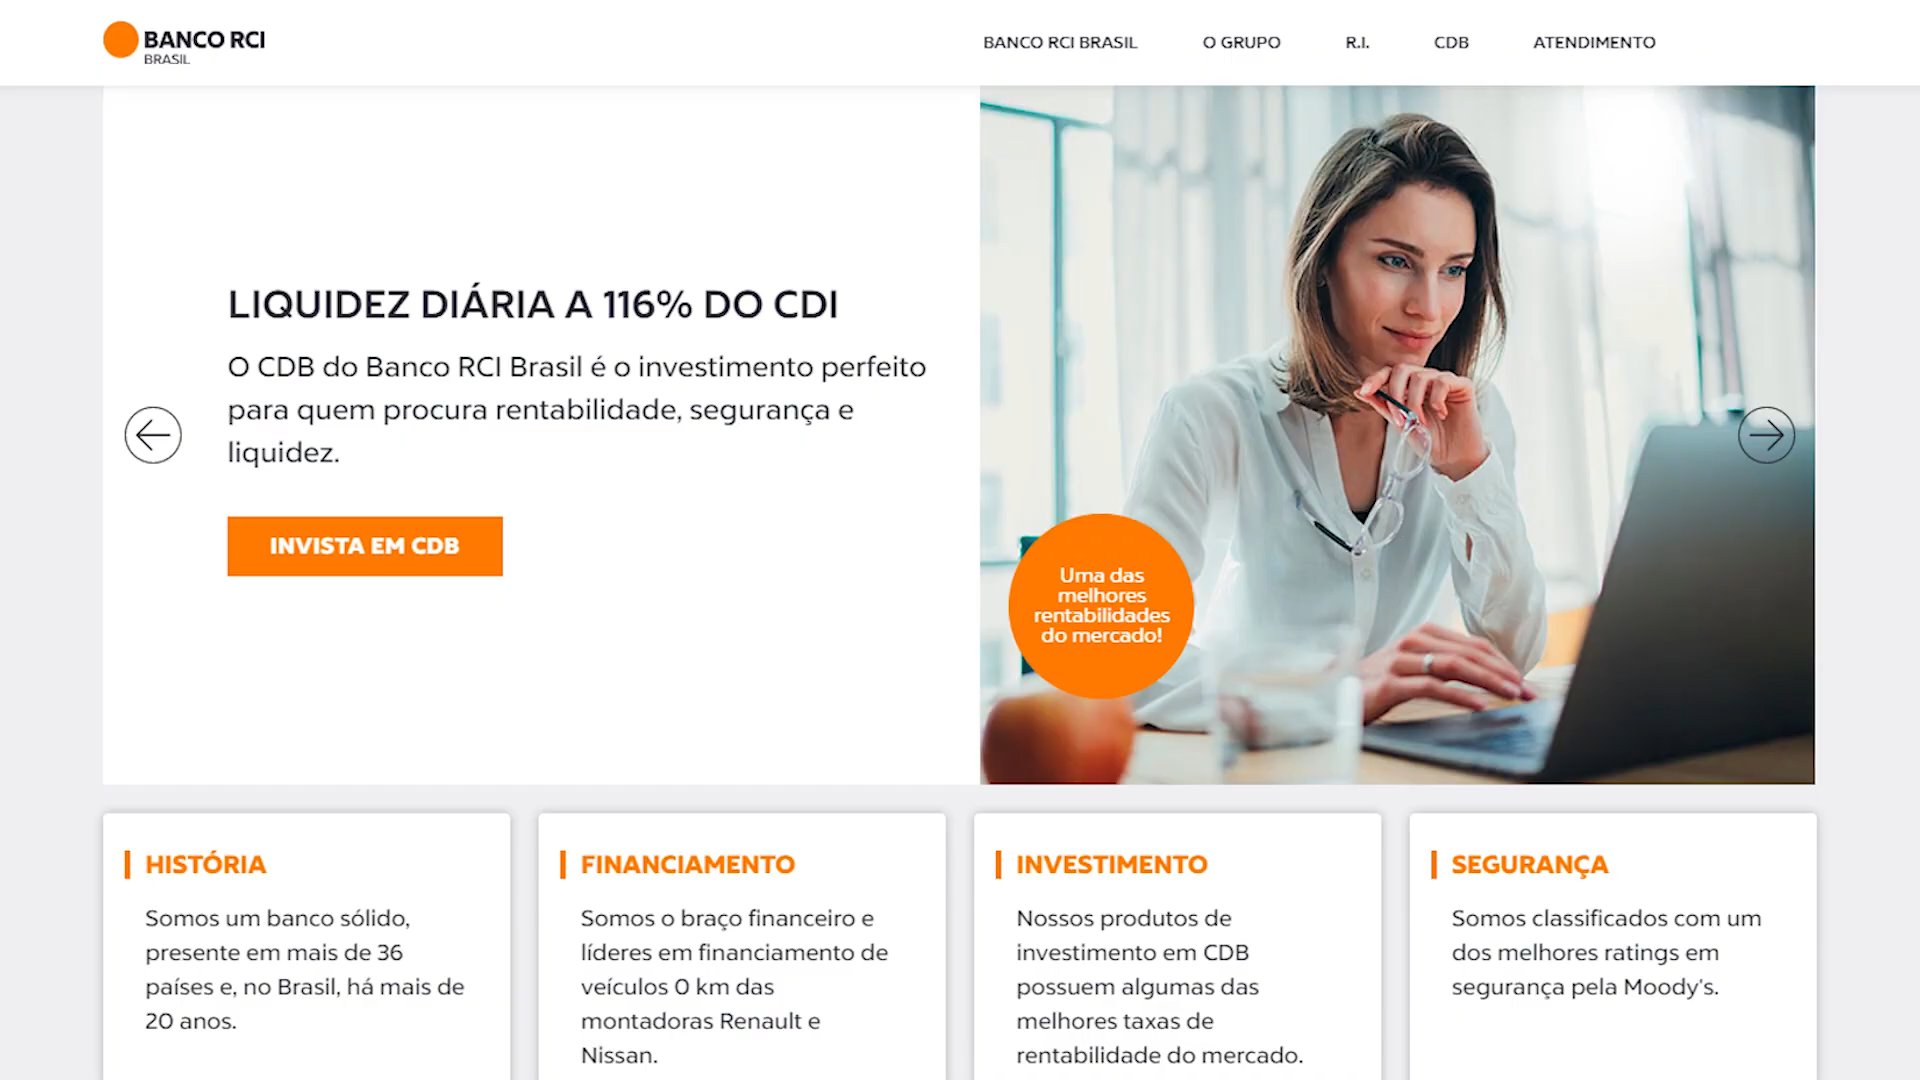 BANCO RCI
BRASIL
BANCO RCI BRASIL
O GRUPO
R.I.
CDB
ATENDIMENTO
LIQUIDEZ DIÁRIA A 116% DO CDI
O CDB do Banco RCI Brasil é o investimento perfeito
para quem procura rentabilidade, segurança e
liquidez.
INVISTA EM CDB
Uma das
melhores
rentabilidades
do mercado!
HISTÓRIA
Somos um banco sólido,
presente em mais de 36
países e, no Brasil, há mais de
20 anos.
FINANCIAMENTO
Somos o braço financeiro e
líderes em financiamento de
veículos 0 km das
montadoras Renault e
Nissan.
INVESTIMENTO
Nossos produtos de
investimento em CDB
possuem algumas das
melhores taxas de
rentabilidade do mercado.
SEGURANÇA
Somos classificados com um
dos melhores ratings em
segurança pela Moody's.